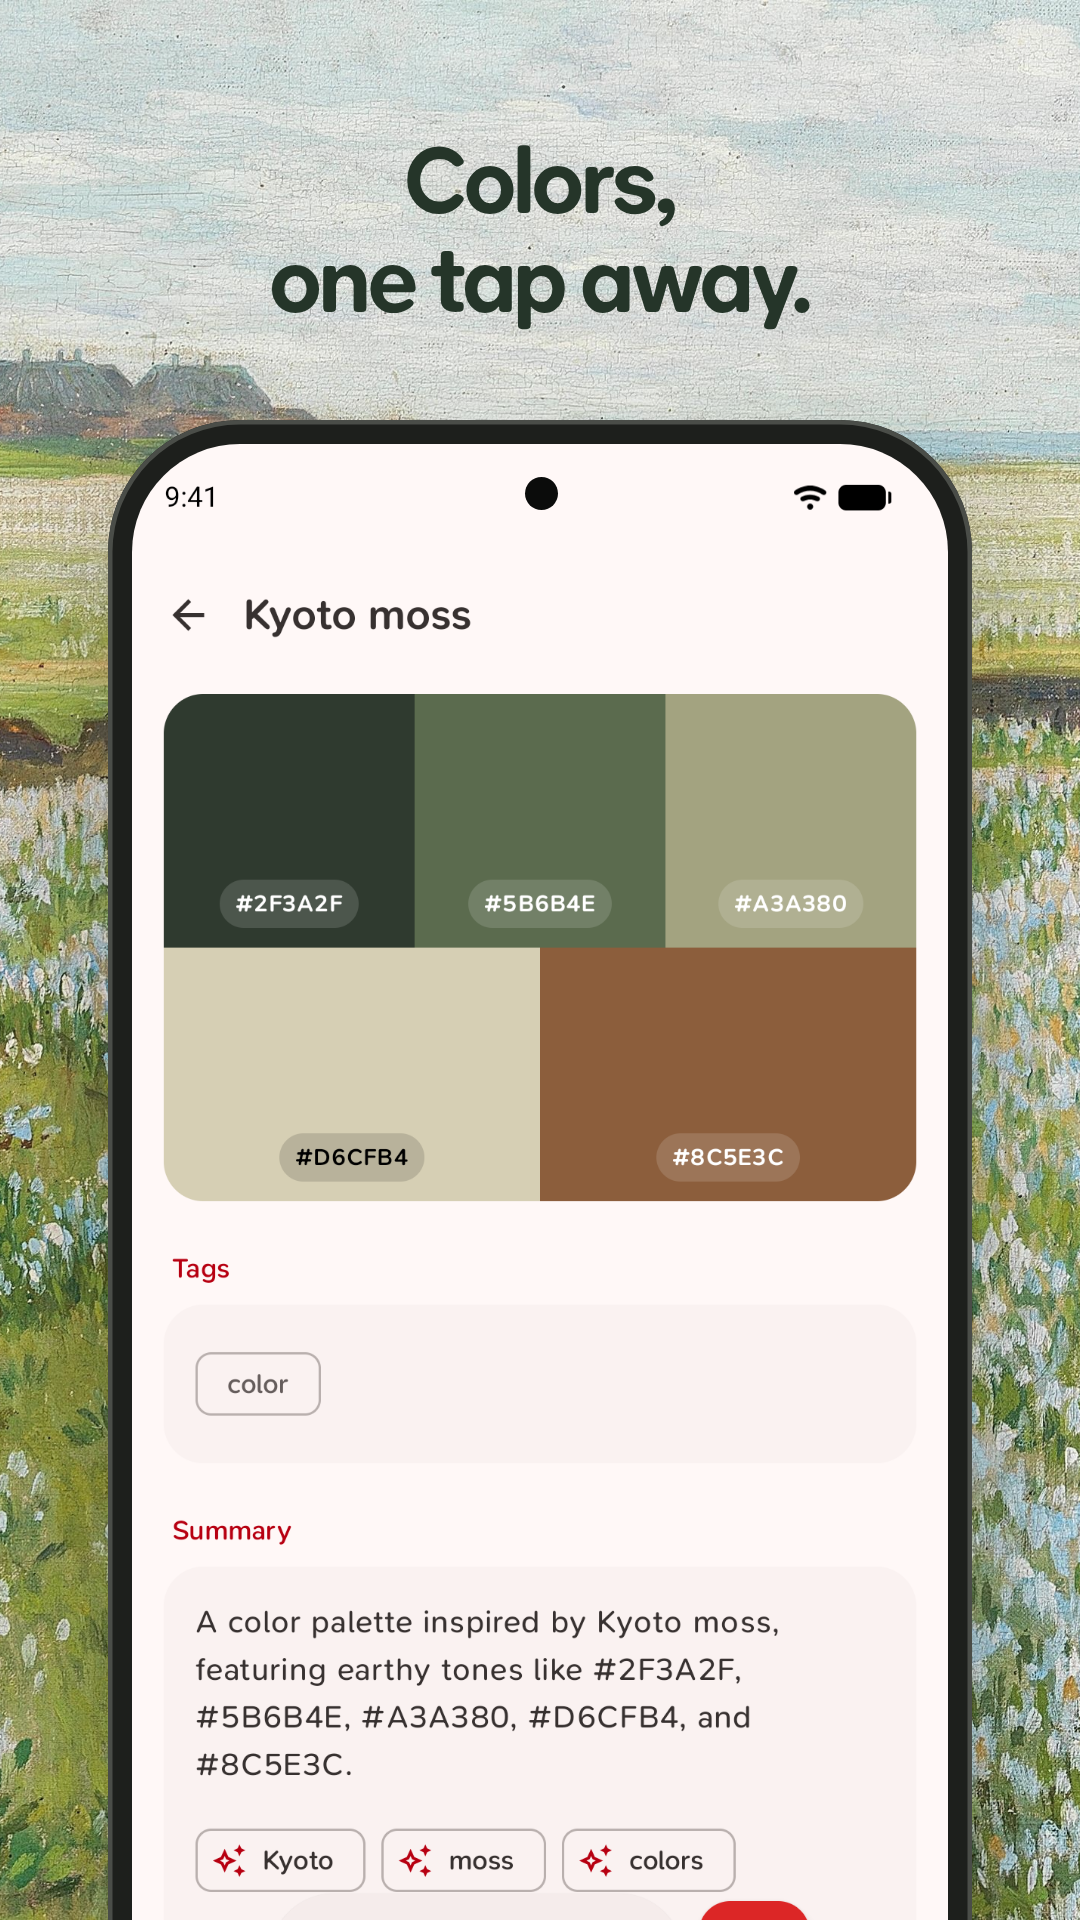 Colors,
one tap away.
9:41
Kyoto moss
#2F3A2F
#5B6B4E
#A3A380
#D6CFB4
#8C5E3C
Tags
color
Summary
A color palette inspired by Kyoto moss,
featuring earthy tones like #2F3A2F,
#5B6B4E, #A3A380, #D6CFB4, and
#8C5E3C.
Kyoto
moss
colors